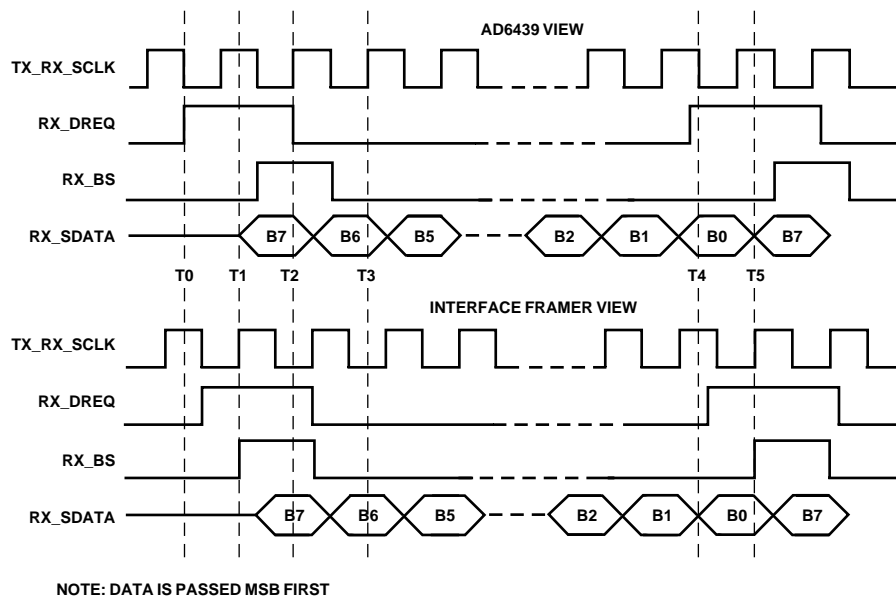 AD6439 VIEW
TX_RX_SCLK
RX_DREQ
RX_BS
RX_SDATA B7 B6 B5 B2 B1 B0 B7
T0 T1 T2 T3 T4 T5
INTERFACE FRAMER VIEW
TX_RX_SCLK
RX_DREQ
RX_BS
RX_SDATA B7 B6 B5 B2 B1 B0 B7
NOTE: DATA IS PASSED MSB FIRST